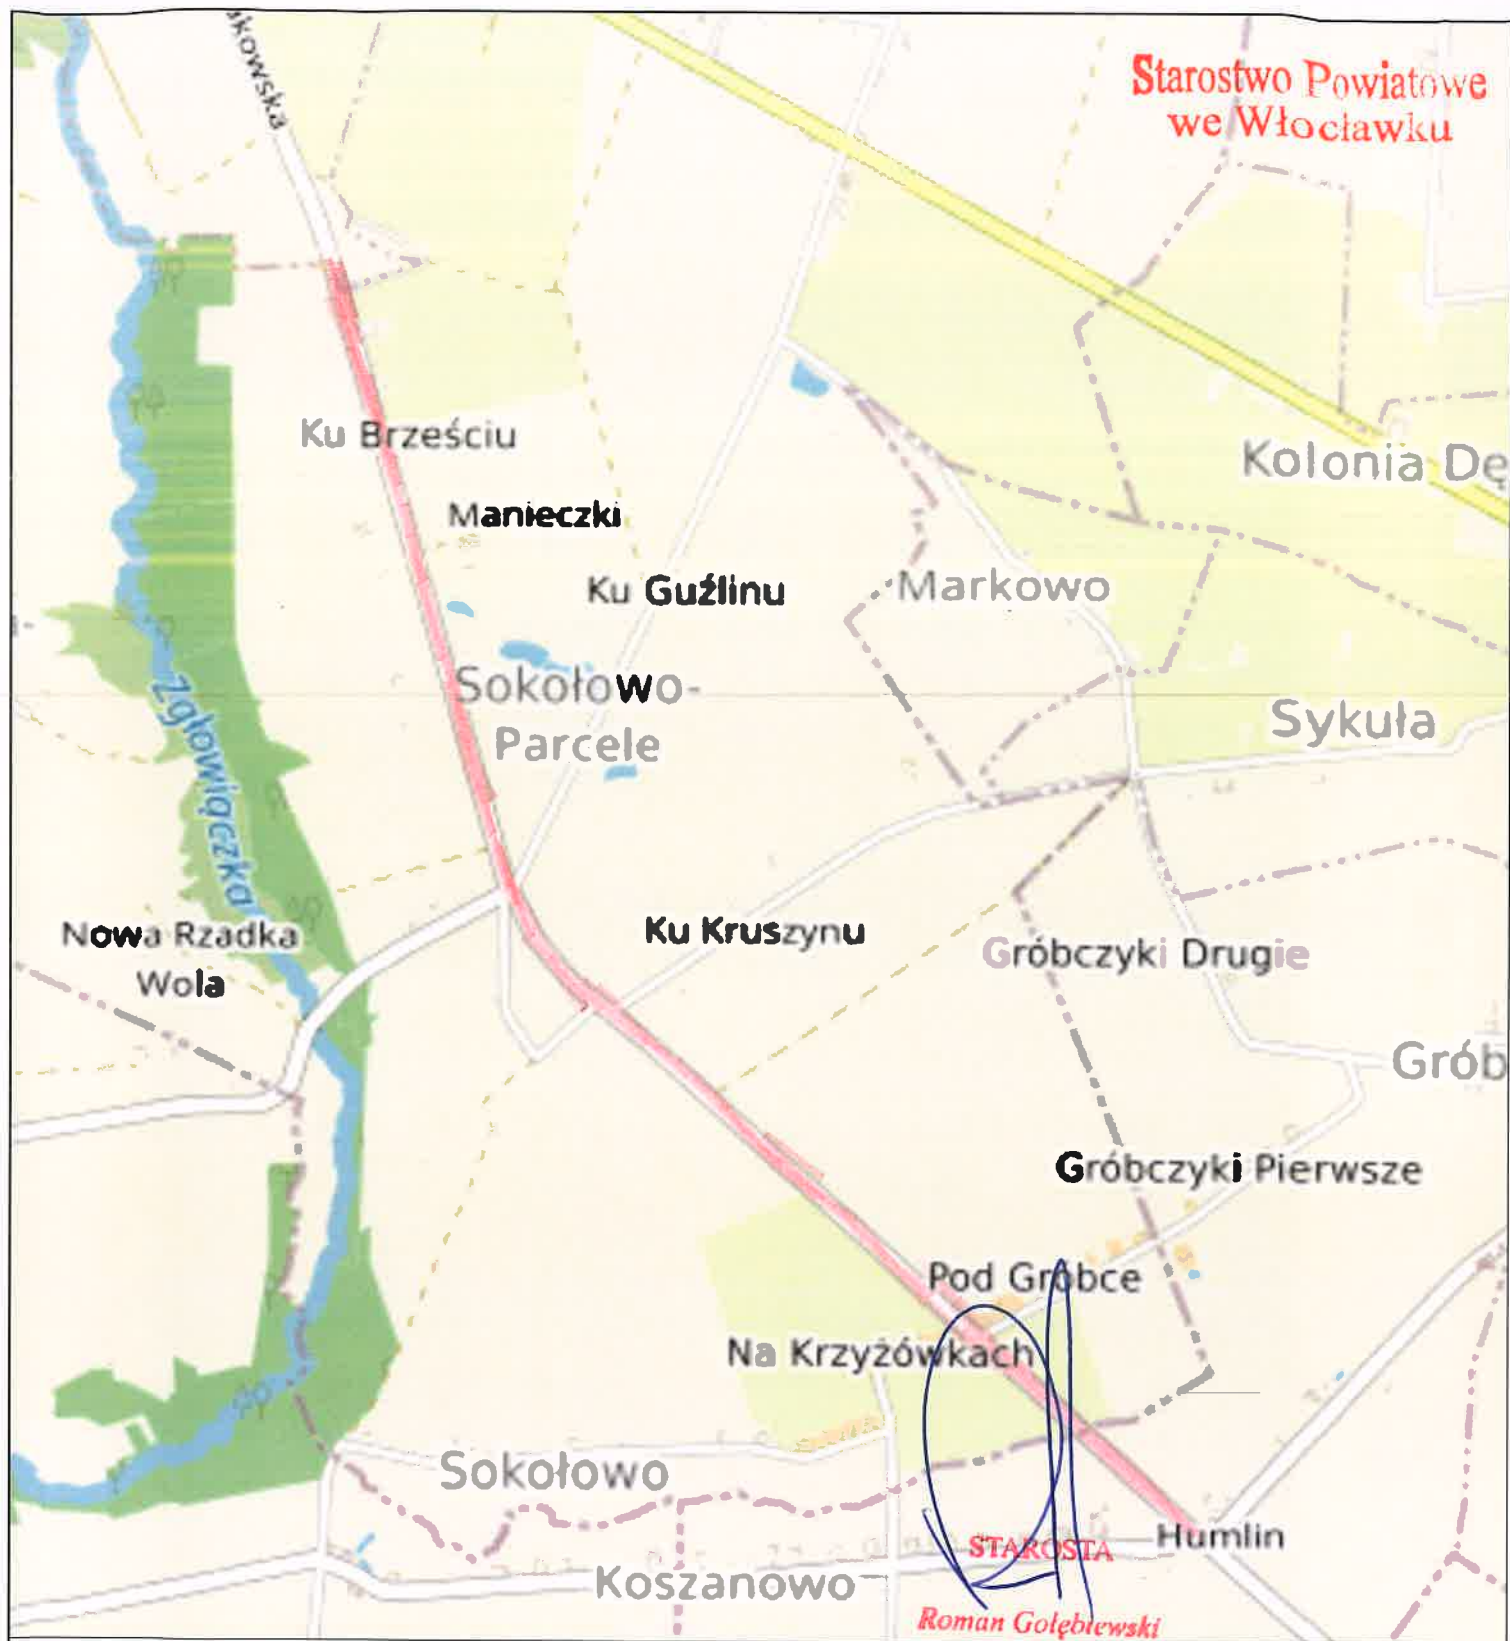 Starostwo Powiatowe
we Włocławku
Ku Brześciu
Kolonia Dę
Manieczki
Ku Guźlinu
Markowo
Sokołowo-
Parcele
Sykuła
Zgłowiączka
Nowa Rzadka
Wola
Ku Kruszynu
Gróbczyki Drugie
Grób
Gróbczyki Pierwsze
Pod Gróbce
Na Krzyżówkach
Sokołowo
Humlin
STAROSTA
Koszanowo
Roman Gołębiewski